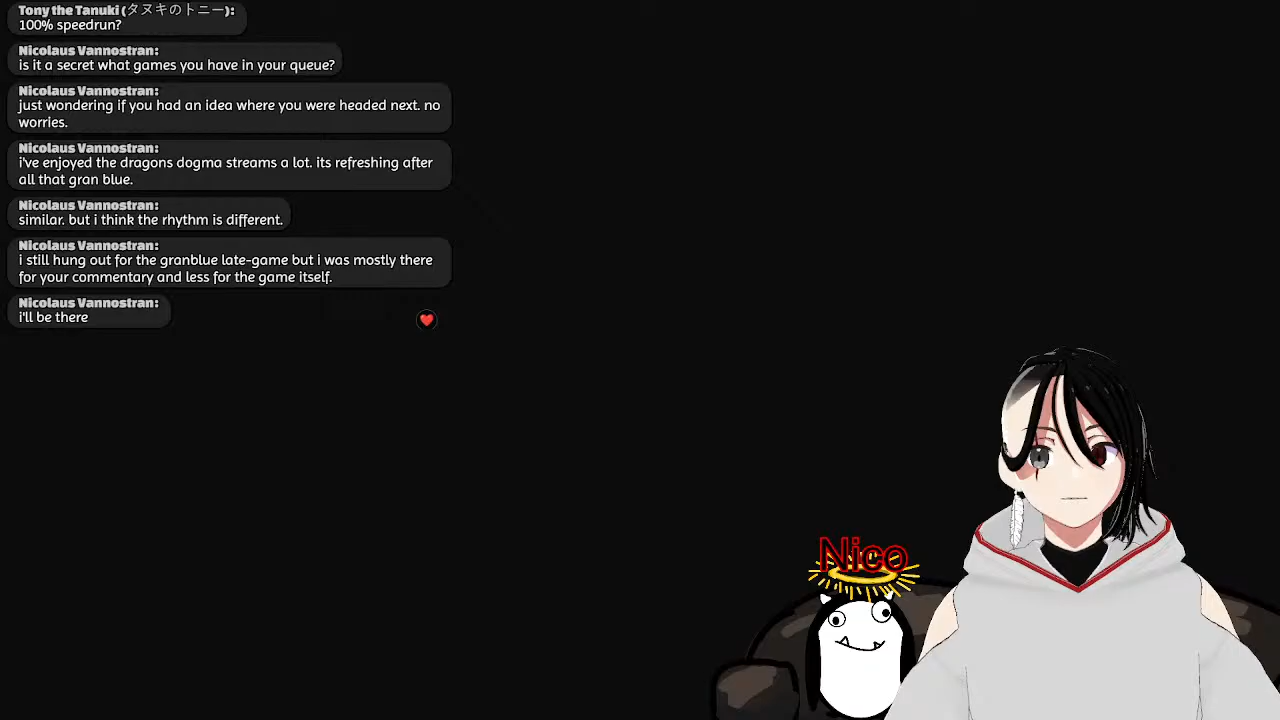 Tony the Tanuki (タヌキのトニー):
100% speedrun?
Nicolaus Vannostran:
is it a secret what games you have in your queue?
Nicolaus Vannostran:
just wondering if you had an idea where you were headed next. no
worries.
Nicolaus Vannostran:
i've enjoyed the dragons dogma streams a lot. its refreshing after
all that gran blue.
Nicolaus Vannostran:
similar. but i think the rhythm is different.
Nicolaus Vannostran:
i still hung out for the granblue late-game but i was mostly there
for your commentary and less for the game itself.
Nicolaus Vannostran:
i'll be there
Nico